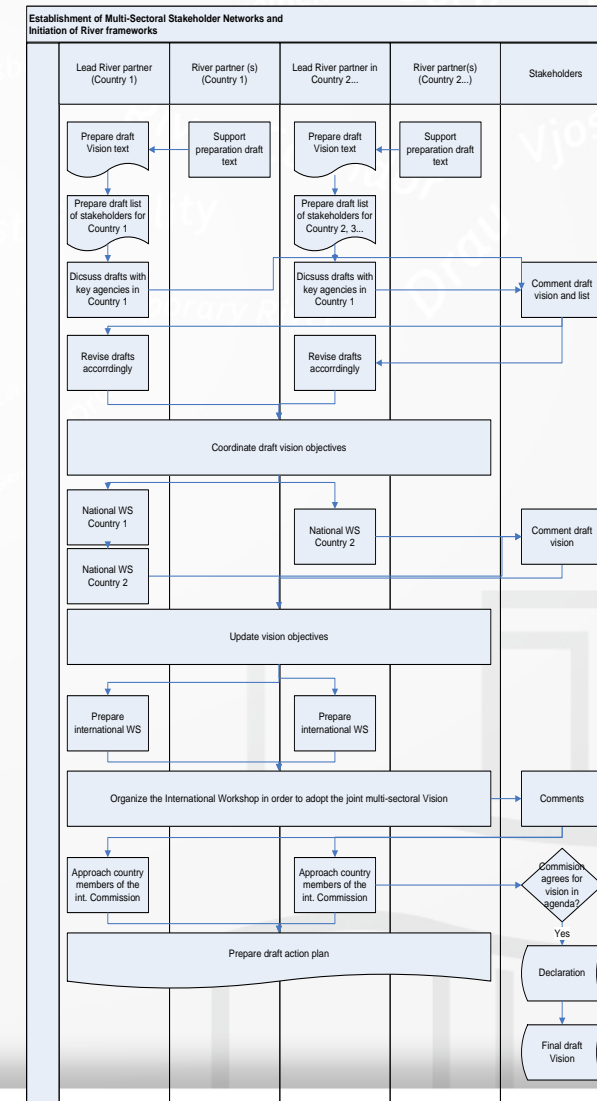 Establishment of Multi-Sectoral Stakeholder Networks and
Initiation of River frameworks
Lead River partner
(Country 1)
River partner (s)
(Country 1)
Lead River partner in
Country 2...
River partner(s)
(Country 2...)
Stakeholders
Prepare draft
Vision text
Support
preparation draft
text
Prepare draft
Vision text
Support
preparation draft
text
Vjos
Prepare draft list
of stakeholders for
Country 1
Prepare draft list
of stakeholders for
Country 2, 3...
Drau
Dicsuss drafts with
key agencies in
Country 1
Dicsuss drafts with
key agencies in
Country 1
Comment draft
vision and list
Revise drafts
accorrdingly
Revise drafts
accorrdingly
Coordinate draft vision objectives
National WS
Country 1
National WS
Country 2
National WS
Country 2
Comment draft
vision
Update vision objectives
Prepare
international WS
Prepare
international WS
Organize the International Workshop in order to adopt the joint multi-sectoral Vision
Comments
Approach country
members of the
int. Commission
Approach country
members of the
int. Commission
Commision
agrees for
vision in
agenda?
Yes
Prepare draft action plan
Declaration
Final draft
Vision